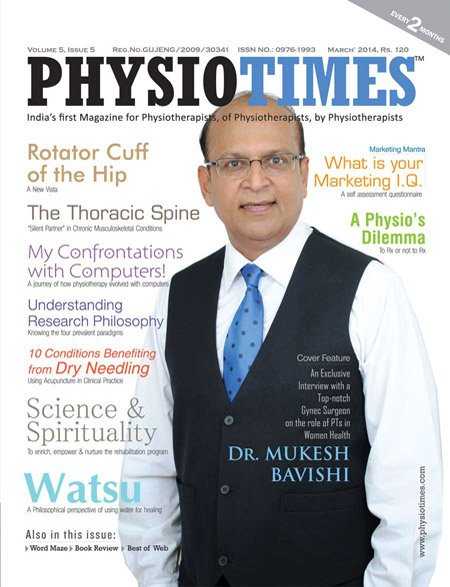 EVERY 2 MONTHS
VOLUME 5, ISSUE 5 REG.NO.GUJENG/2009/30341 ISSN NO.: 0976-1993 MARCH' 2014, RS. 120
PHYSIOTIMES™
India's first Magazine for Physiotherapists, of Physiotherapists, by Physiotherapists
Rotator Cuff
of the Hip
A New Vista
The Thoracic Spine
"Silent Partner" in Chronic Musculoskeletal Conditions
My Confrontations
with Computers!
A journey of how physiotherapy evolved with computers
Understanding
Research Philosophy
Knowing the four prevalent paradigms
10 Conditions Benefiting
from Dry Needling
Using Acupuncture in Clinical Practice
Science &
Spirituality
To enrich, empower & nurture the rehabilitation program
Watsu
A Philosophical perspective of using water for healing
Also in this issue:
Word Maze Book Review Best of Web
Marketing Mantra
What is your
Marketing I.Q.
A self assessment questionnaire
A Physio's
Dilemma
To Rx or not to Rx
Cover Feature
An Exclusive
Interview with a
Top-notch
Gynec Surgeon
on the role of PTs in
Women Health
DR. MUKESH
BAVISHI
www.physiotimes.com